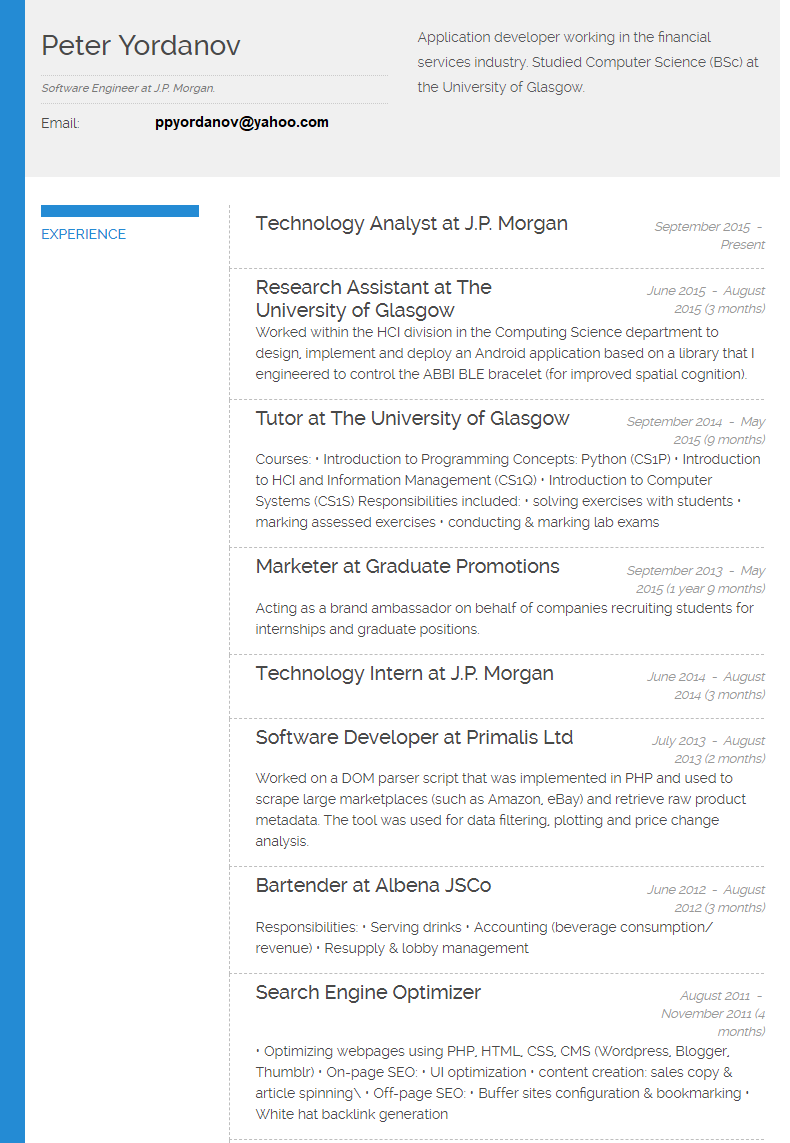 Peter Yordanov
Software Engineer at J.P. Morgan.
Email: ppyordanov@yahoo.com
Application developer working in the financial
services industry. Studied Computer Science (BSc) at
the University of Glasgow.
EXPERIENCE
Technology Analyst at J.P. Morgan
September 2015 -
Present
Research Assistant at The
University of Glasgow
June 2015 - August
2015 (3 months)
Worked within the HCI division in the Computing Science department to
design, implement and deploy an Android application based on a library that I
engineered to control the ABBI BLE bracelet (for improved spatial cognition).
Tutor at The University of Glasgow
September 2014 - May
2015 (9 months)
Courses: • Introduction to Programming Concepts: Python (CS1P) • Introduction
to HCI and Information Management (CS1Q) • Introduction to Computer
Systems (CS1S) Responsibilities included: • solving exercises with students •
marking assessed exercises • conducting & marking lab exams
Marketer at Graduate Promotions
September 2013 - May
2015 (1 year 9 months)
Acting as a brand ambassador on behalf of companies recruiting students for
internships and graduate positions.
Technology Intern at J.P. Morgan
June 2014 - August
2014 (3 months)
Software Developer at Primalis Ltd
July 2013 - August
2013 (2 months)
Worked on a DOM parser script that was implemented in PHP and used to
scrape large marketplaces (such as Amazon, eBay) and retrieve raw product
metadata. The tool was used for data filtering, plotting and price change
analysis.
Bartender at Albena JSCo
June 2012 - August
2012 (3 months)
Responsibilities: • Serving drinks • Accounting (beverage consumption/
revenue) • Resupply & lobby management
Search Engine Optimizer
August 2011 -
November 2011 (4
months)
• Optimizing webpages using PHP, HTML, CSS, CMS (Wordpress, Blogger,
Thumblr) • On-page SEO: • UI optimization • content creation: sales copy &
article spinning\ • Off-page SEO: • Buffer sites configuration & bookmarking •
White hat backlink generation